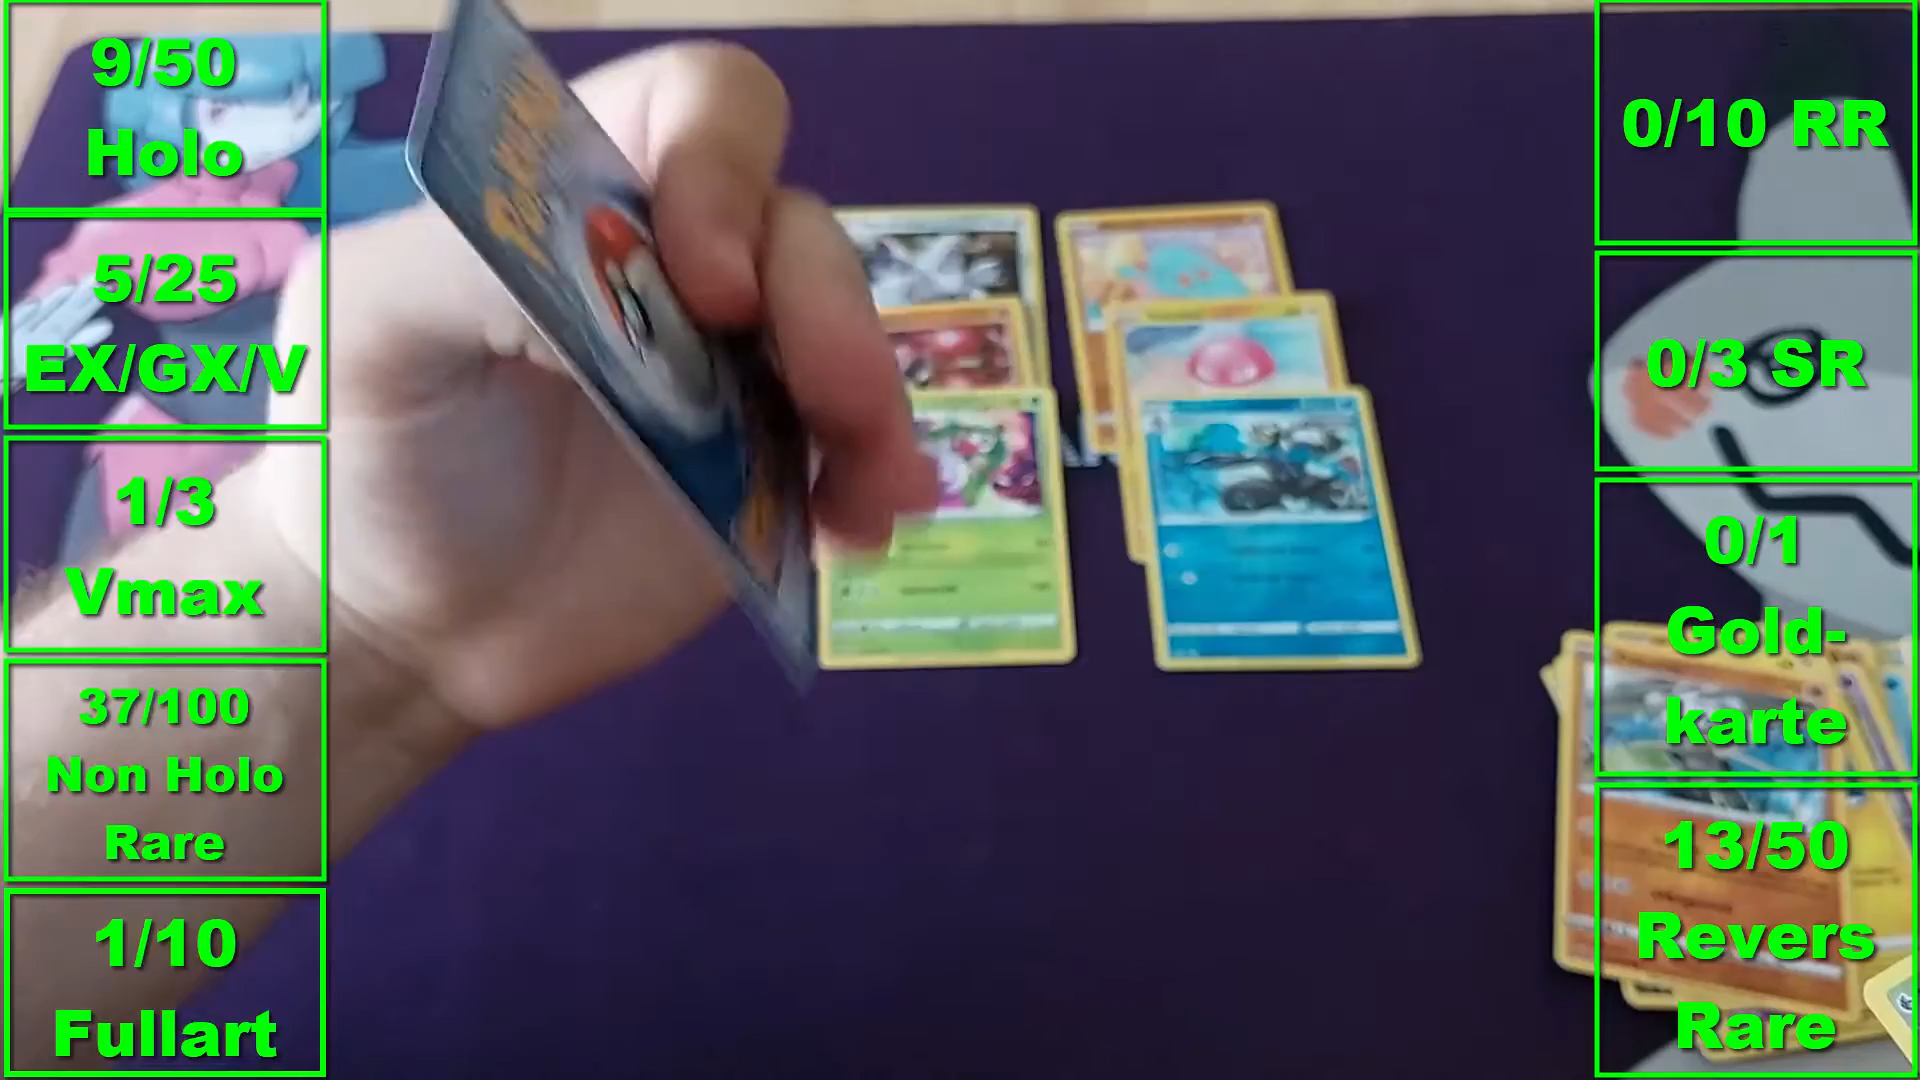 9/50
Holo
5/25
EX/GX/V
1/3
Vmax
37/100
Non Holo
Rare
1/10
Fullart
0/10 RR
0/3 SR
0/1
Gold-
karte
13/50
Revers
Rare